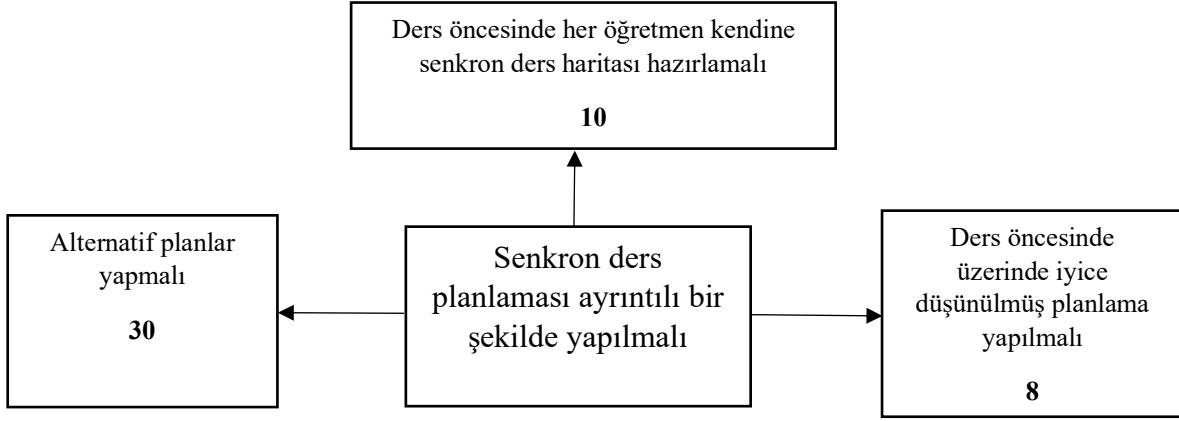 Ders öncesinde her öğretmen kendine
senkron ders haritası hazırlamalı
10
Alternatif planlar
yapmalı
30
Senkron ders
planlaması ayrıntılı bir
şekilde yapılmalı
Ders öncesinde
üzerinde iyice
düşünülmüş planlama
yapılmalı
8